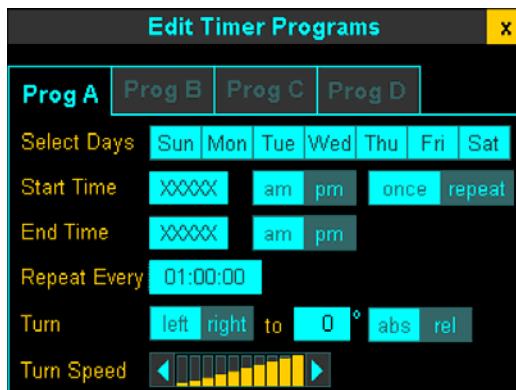 Edit Timer Programs x
Prog A Prog B Prog C Prog D
Select Days Sun Mon Tue Wed Thu Fri Sat
Start Time XXXXX am pm once repeat
End Time XXXXX am pm
Repeat Every 01:00:00
Turn left right to 0 ° abs rel
Turn Speed